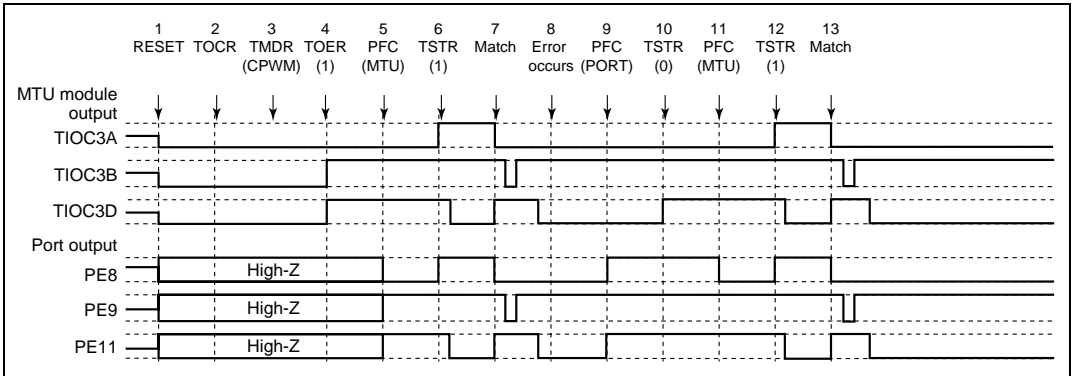 1 2 3 4 5 6 7 8 9 10 11 12 13
RESET TOCR TMDR TOER PFC TSTR Match Error PFC TSTR PFC TSTR Match
(CPWM) (1) (MTU) (1) occurs (PORT) (0) (MTU) (1)
MTU module
output
TIOC3A
TIOC3B
TIOC3D
Port output
PE8 High-Z
PE9 High-Z
PE11 High-Z